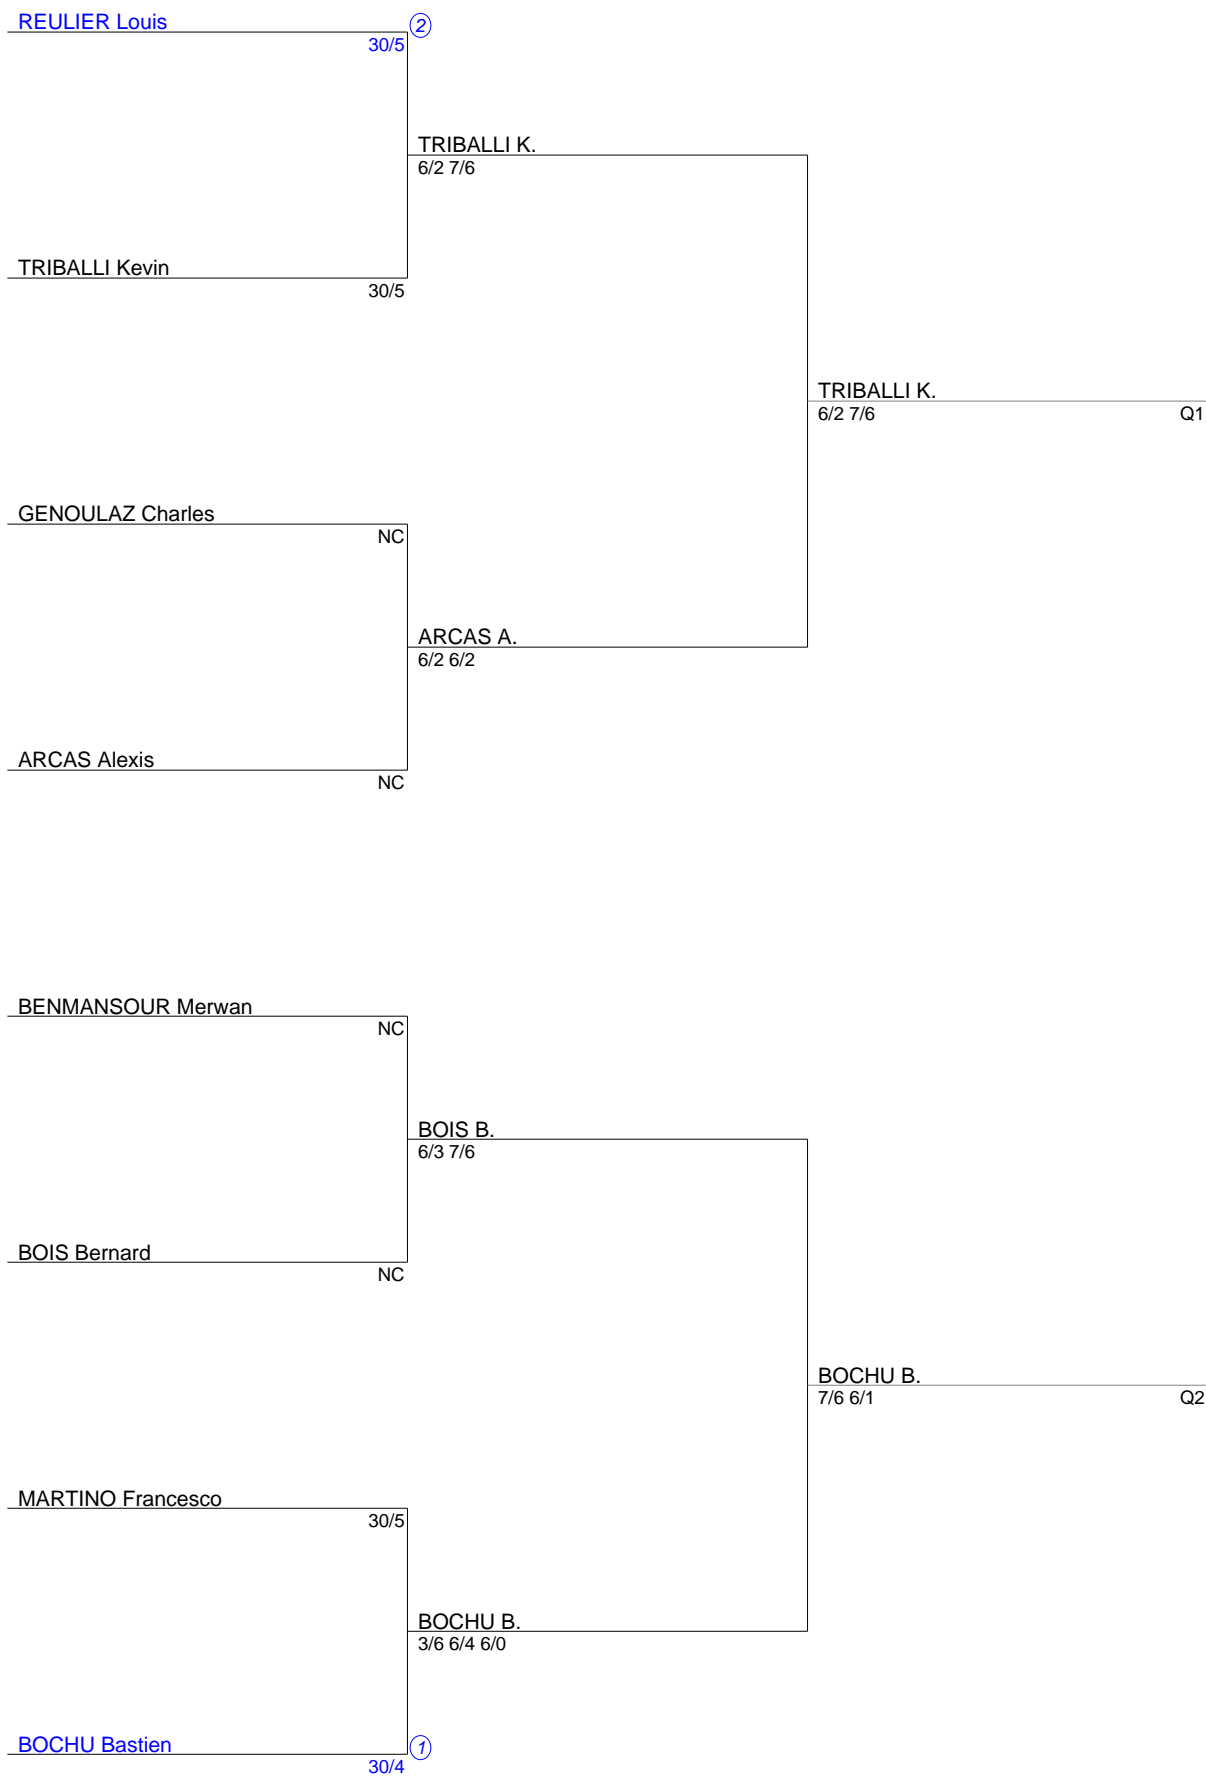 REULIER Louis
2
30/5
TRIBALLI K.
6/2 7/6
TRIBALLI Kevin
30/5
TRIBALLI K.
6/2 7/6
Q1
GENOULAZ Charles
NC
ARCAS A.
6/2 6/2
ARCAS Alexis
NC
BENMANSOUR Merwan
NC
BOIS B.
6/3 7/6
BOIS Bernard
NC
BOCHU B.
7/6 6/1
Q2
MARTINO Francesco
30/5
BOCHU B.
3/6 6/4 6/0
BOCHU Bastien
1
30/4